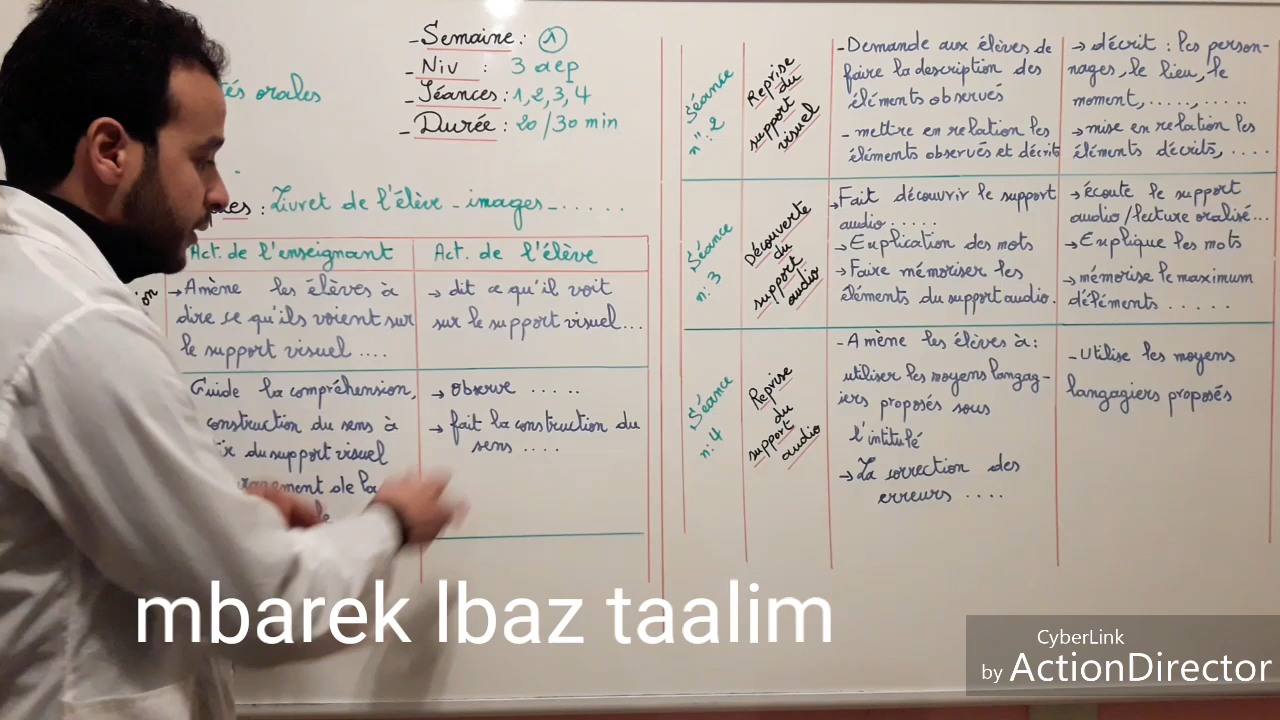 - Semaine : 1
- Niv : 3 aep
és orales
- Séances : 1, 2, 3, 4
- Durée : 20/30 min
ques : Livret de l'élève - images - .....
Act. de l'enseignant
Act. de l'élève
ion
→ Amène les élèves à
dire ce qu'ils voient sur
le support visuel ....
→ dit ce qu'il voit
sur le support visuel...
Guide la compréhension,
construction du sens à
du support visuel
de la
→ observe .....
→ fait la construction du
sens ....
Séance
n°: 2
Reprise
du
support
visuel
- Demande aux élèves de
faire la description des
éléments observés
- mettre en relation les
éléments observés et décrits
→ décrit : les person-
nages, le lieu, le
moment, ....., .....
→ mise en relation les
éléments décrits, ....
Séance
n: 3
Découverte
du
support
audio
→ Fait découvrir le support
audio .....
→ Explication des mots
→ Faire mémoriser les
éléments du support audio.
→ écoute le support
audio/lecture oralisé...
→ Explique les mots
→ mémorise le maximum
d'éléments .....
Séance
n: 4
Reprise
du
support
audio
- Amène les élèves à :
utiliser les moyens langag-
iers proposés sous
l'intitulé
→ La correction des
erreurs ....
- Utilise les moyens
langagiers proposés
mbarek lbaz taalim
CyberLink
by ActionDirector